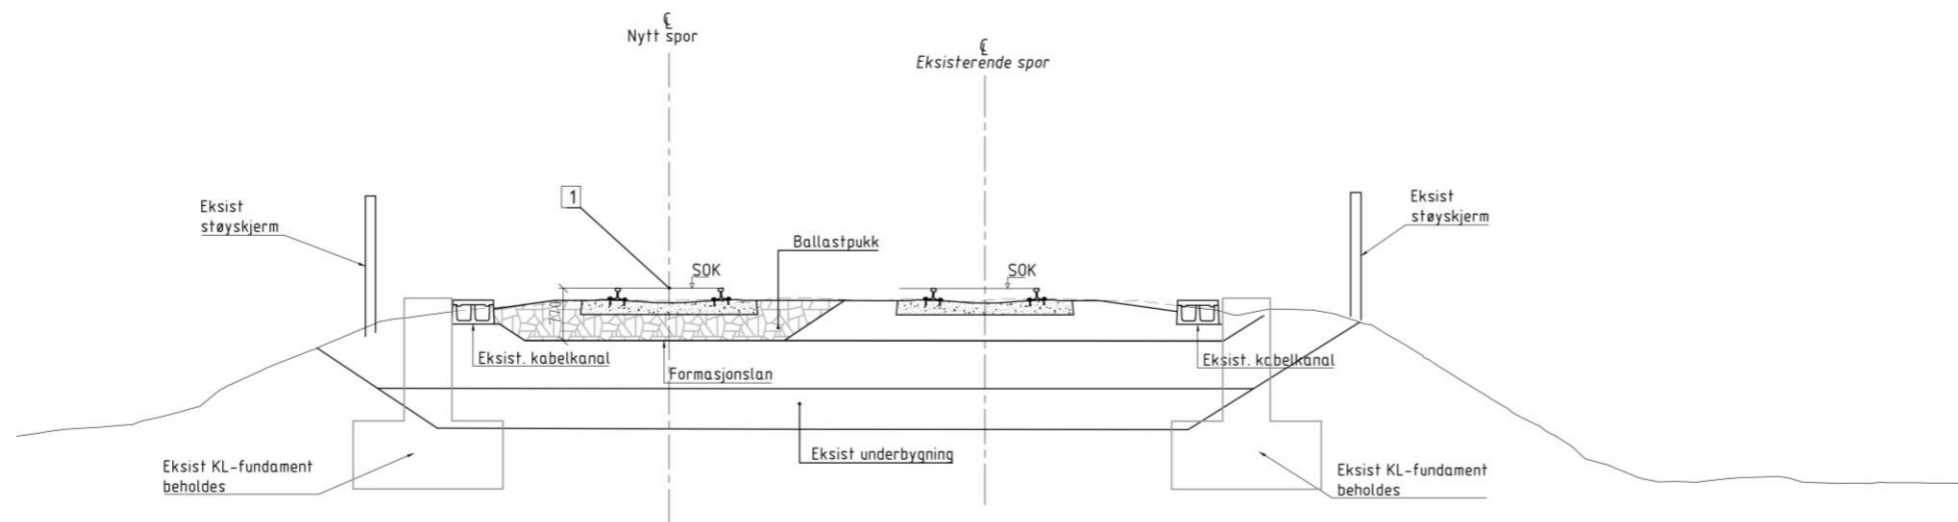 ℄
Nytt spor
℄
Eksisterende spor
Eksist
støyskjerm
1
Eksist
støyskjerm
Ballastpukk
SOK
SOK
770
Eksist. kabelkanal
Eksist. kabelkanal
Formasjonslan
Eksist underbygning
Eksist KL-fundament
beholdes
Eksist KL-fundament
beholdes